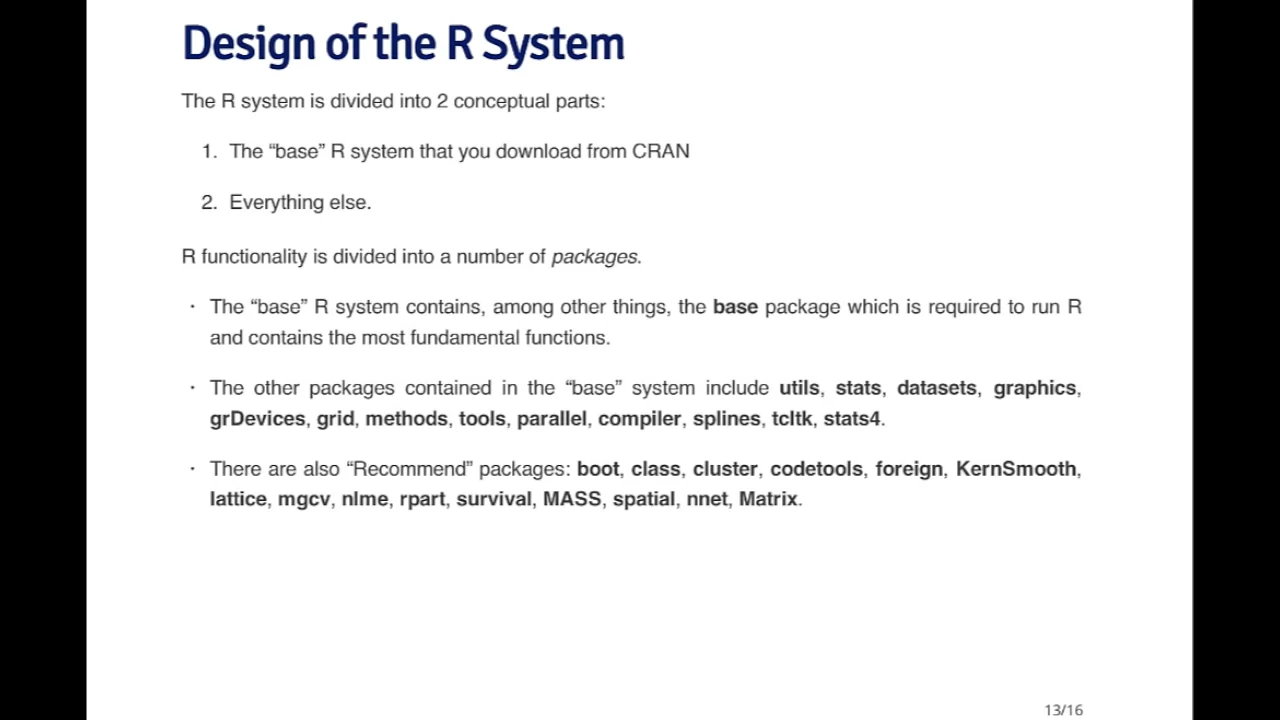 Design of the R System
The R system is divided into 2 conceptual parts:
1. The “base” R system that you download from CRAN
2. Everything else.
R functionality is divided into a number of packages.
· The “base” R system contains, among other things, the base package which is required to run R
and contains the most fundamental functions.
· The other packages contained in the “base” system include utils, stats, datasets, graphics,
grDevices, grid, methods, tools, parallel, compiler, splines, tcltk, stats4.
· There are also “Recommend” packages: boot, class, cluster, codetools, foreign, KernSmooth,
lattice, mgcv, nlme, rpart, survival, MASS, spatial, nnet, Matrix.
13/16